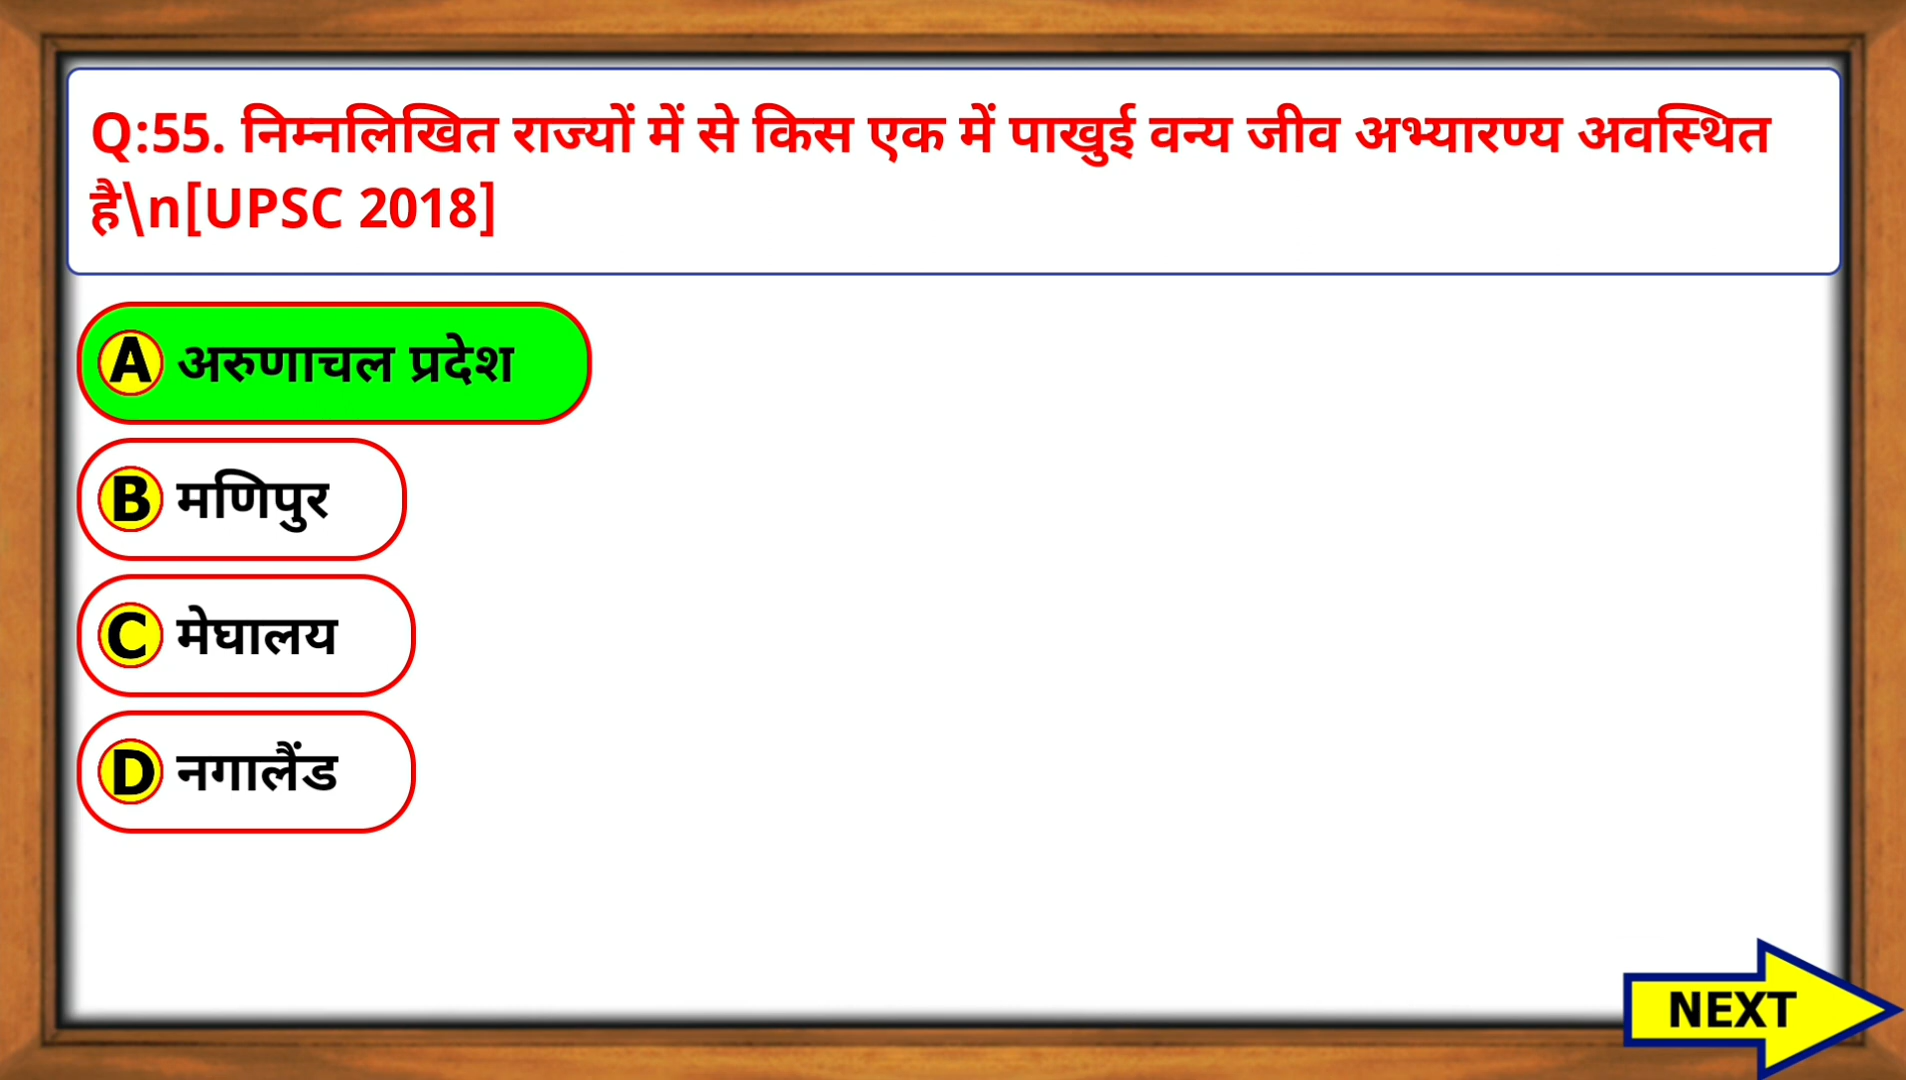 Q:55. निम्नलिखित राज्यों में से किस एक में पाखुई वन्य जीव अभ्यारण्य अवस्थित
है\n[UPSC 2018]
A अरुणाचल प्रदेश
B मणिपुर
C मेघालय
D नगालैंड
NEXT